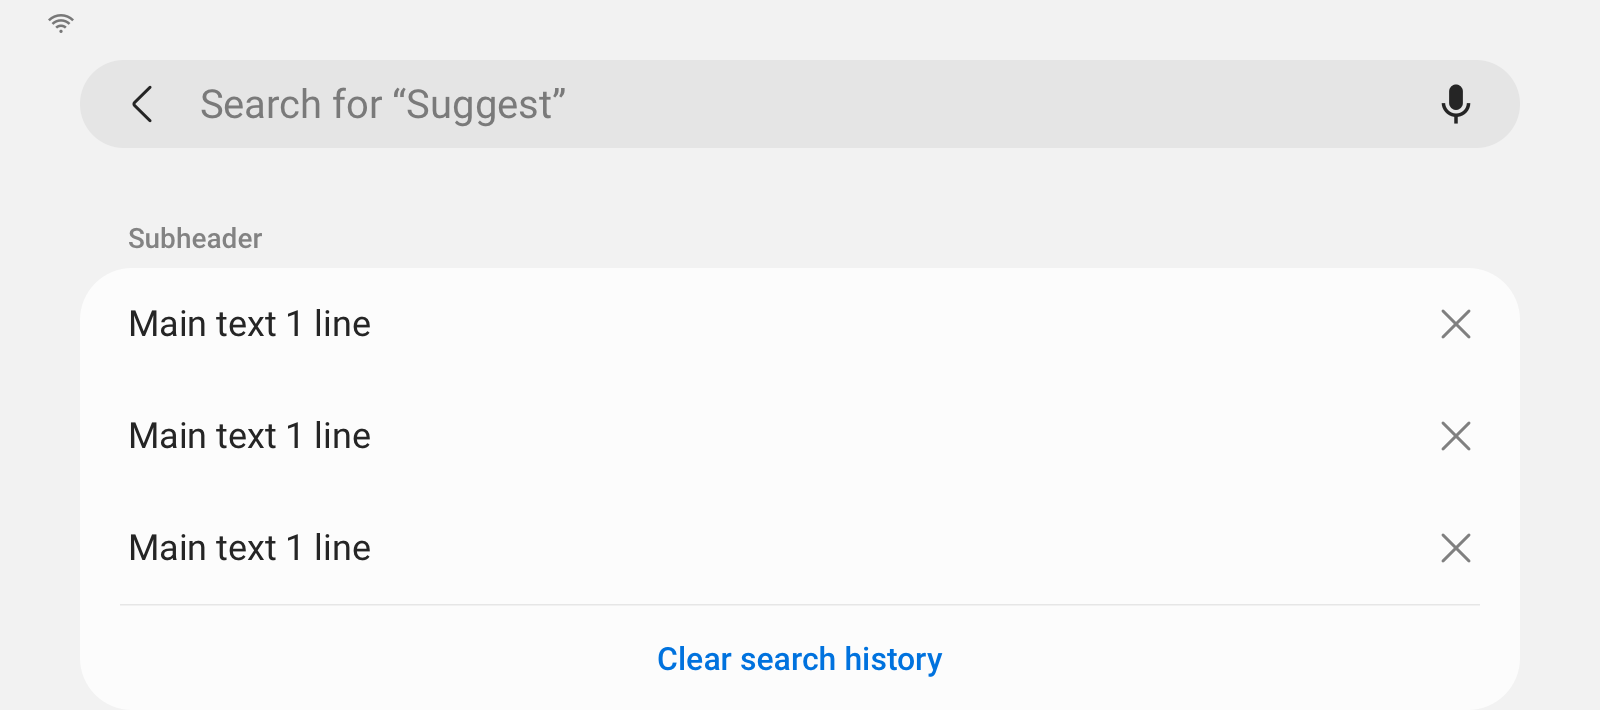 Search for “Suggest”
Subheader
Main text 1 line
Main text 1 line
Main text 1 line
Clear search history